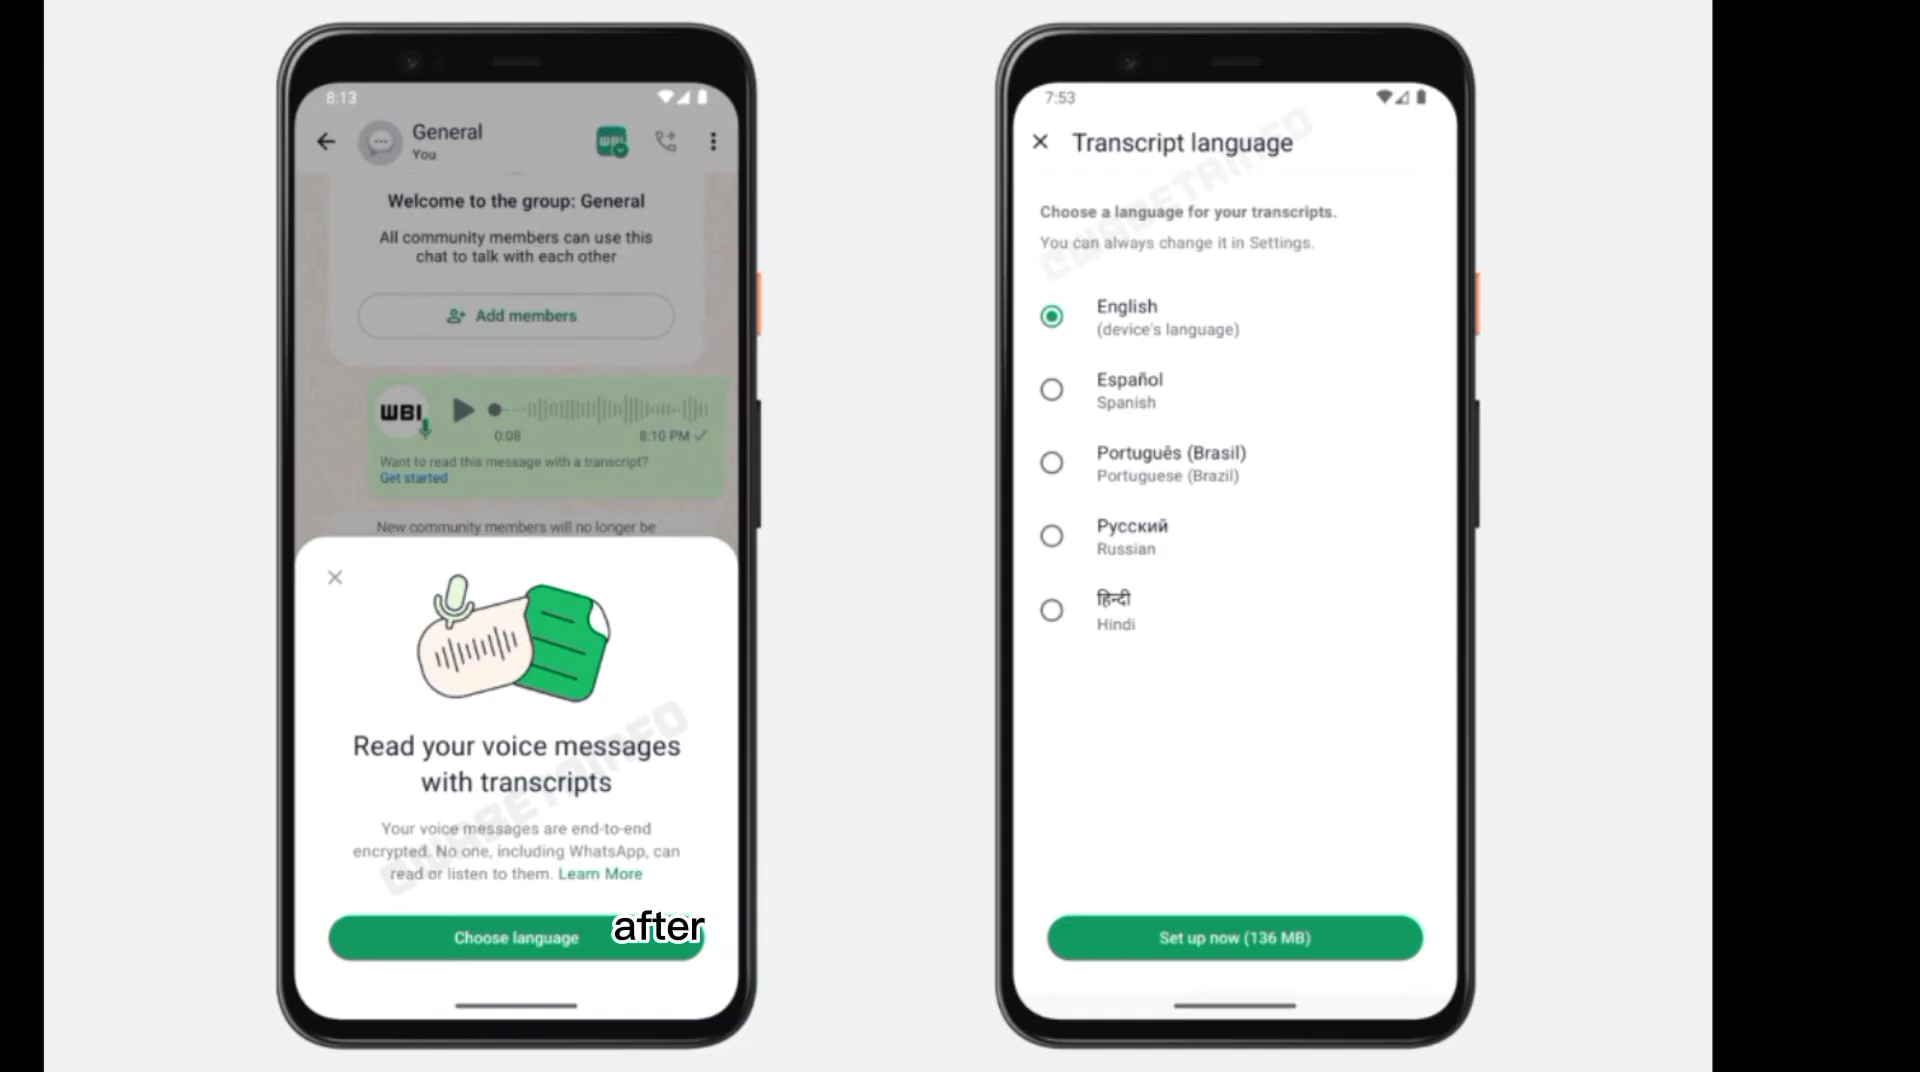 8:13
General
You
WBI
Welcome to the group: General
All community members can use this
chat to talk with each other
Add members
WBI
0:08
8:10 PM
Want to read this message with a transcript?
Get started
New community members will no longer be
Read your voice messages
with transcripts
Your voice messages are end-to-end
encrypted. No one, including WhatsApp, can
read or listen to them. Learn More
Choose language
after
@WABETAINFO
7:53
Transcript language
Choose a language for your transcripts.
You can always change it in Settings.
English
(device's language)
Español
Spanish
Português (Brasil)
Portuguese (Brazil)
Русский
Russian
हिन्दी
Hindi
Set up now (136 MB)
@WABETAINFO